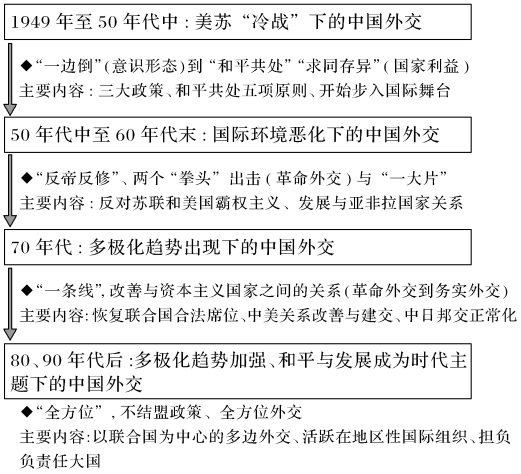 1949 年至 50 年代中：美苏“冷战”下的中国外交
◆“一边倒”(意识形态)到“和平共处”“求同存异”(国家利益)
主要内容：三大政策、和平共处五项原则、开始步入国际舞台
50 年代中至 60 年代末：国际环境恶化下的中国外交
◆“反帝反修”、两个“拳头”出击(革命外交)与“一大片”
主要内容：反对苏联和美国霸权主义、发展与亚非拉国家关系
70 年代：多极化趋势出现下的中国外交
◆“一条线”,改善与资本主义国家之间的关系(革命外交到务实外交)
主要内容：恢复联合国合法席位、中美关系改善与建交、中日邦交正常化
80、90 年代后：多极化趋势加强、和平与发展成为时代主
题下的中国外交
◆“全方位”,不结盟政策、全方位外交
主要内容：以联合国为中心的多边外交、活跃在地区性国际组织、担负
负责任大国